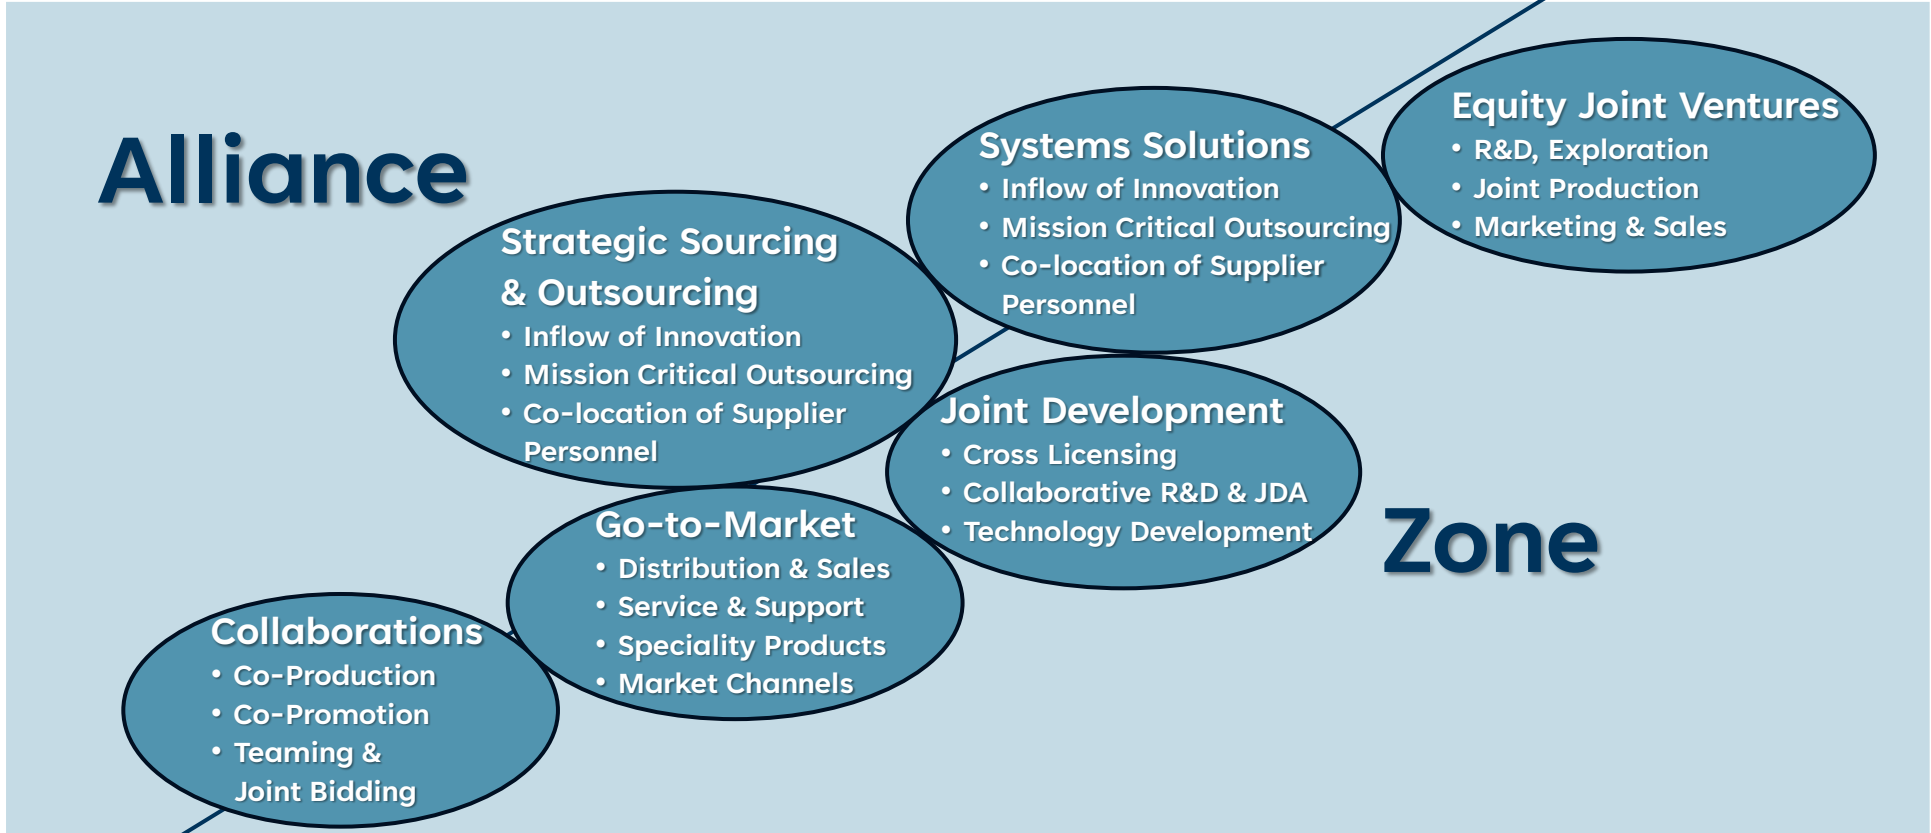 Alliance
Equity Joint Ventures
• R&D, Exploration
• Joint Production
• Marketing & Sales
Systems Solutions
• Inflow of Innovation
• Mission Critical Outsourcing
• Co-location of Supplier
Personnel
Strategic Sourcing
& Outsourcing
• Inflow of Innovation
• Mission Critical Outsourcing
• Co-location of Supplier
Personnel
Joint Development
• Cross Licensing
• Collaborative R&D & JDA
• Technology Development
Zone
Go-to-Market
• Distribution & Sales
• Service & Support
• Speciality Products
• Market Channels
Collaborations
• Co-Production
• Co-Promotion
• Teaming &
Joint Bidding